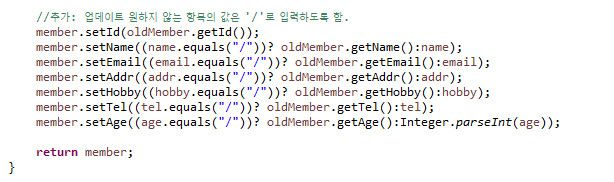 //추가: 업데이트 원하지 않는 항목의 값은 '/'로 입력하도록 함.
member.setId(oldMember.getId());
member.setName((name.equals("/"))? oldMember.getName():name);
member.setEmail((email.equals("/"))? oldMember.getEmail():email);
member.setAddr((addr.equals("/"))? oldMember.getAddr():addr);
member.setHobby((hobby.equals("/"))? oldMember.getHobby():hobby);
member.setTel((tel.equals("/"))? oldMember.getTel():tel);
member.setAge((age.equals("/"))? oldMember.getAge():Integer.parseInt(age));
return member;
}